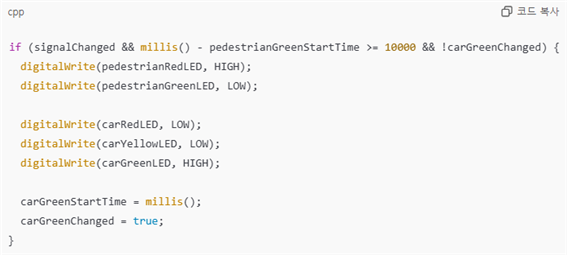 cpp
코드 복사
if (signalChanged && millis() - pedestrianGreenStartTime >= 10000 && !carGreenChanged) {
  digitalWrite(pedestrianRedLED, HIGH);
  digitalWrite(pedestrianGreenLED, LOW);

  digitalWrite(carRedLED, LOW);
  digitalWrite(carYellowLED, LOW);
  digitalWrite(carGreenLED, HIGH);

  carGreenStartTime = millis();
  carGreenChanged = true;
}